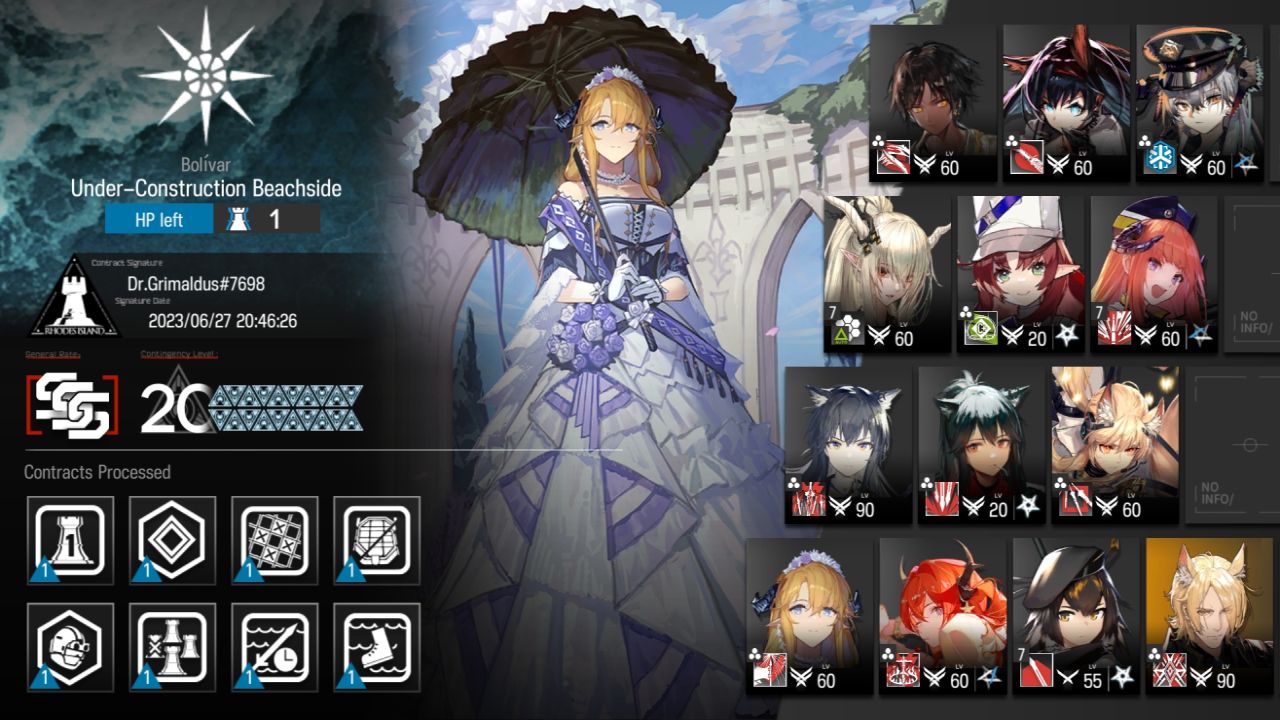 Bolívar
Under-Construction Beachside
HP left 1
Contract Signature
Dr.Grimaldus#7698
Signature Date
2023/06/27 20:46:26
RHODES ISLAND
General Rate:
Contingency Level:
SSS
20
Contracts Processed
1
1 1 1 1
1 1 1 1
LV 60
LV 60
LV 60
7 AUTO LV 60
LV 20
7 LV 60
NO INFO/
LV 90
LV 20
LV 60
NO INFO/
LV 60
LV 60
7 LV 55
LV 90